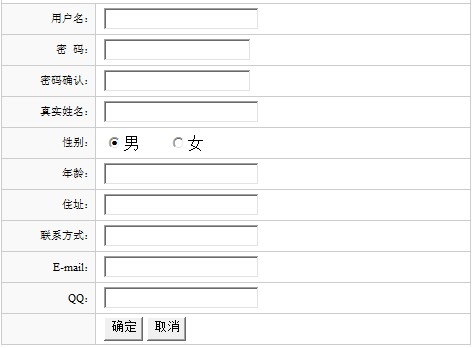 用户名：
密  码：
密码确认：
真实姓名：
性别： 男 女
年龄：
住址：
联系方式：
E-mail：
QQ：
确定 取消